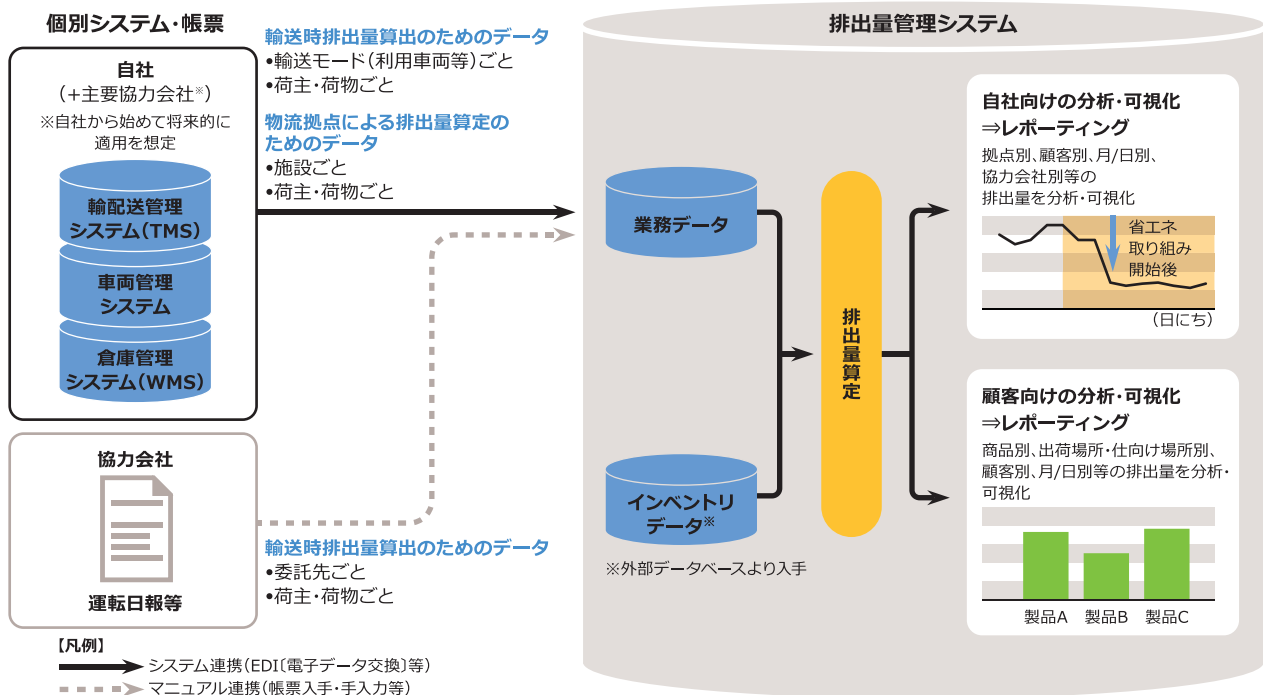 個別システム・帳票
自社
（+主要協力会社※）
※自社から始めて将来的に
適用を想定
輸配送管理
システム（TMS）
車両管理
システム
倉庫管理
システム（WMS）
協力会社
運転日報等
輸送時排出量算出のためのデータ
•輸送モード（利用車両等）ごと
•荷主・荷物ごと
物流拠点による排出量算定の
ためのデータ
•施設ごと
•荷主・荷物ごと
輸送時排出量算出のためのデータ
•委託先ごと
•荷主・荷物ごと
排出量管理システム
業務データ
インベントリ
データ※
※外部データベースより入手
排出量算定
自社向けの分析・可視化
⇒レポーティング
拠点別、顧客別、月/日別、
協力会社別等の
排出量を分析・可視化
省エネ
取り組み
開始後
（日にち）
顧客向けの分析・可視化
⇒レポーティング
商品別、出荷場所・仕向け場所別、
顧客別、月/日別等の排出量を分析・
可視化
製品A 製品B 製品C
【凡例】
システム連携（EDI〔電子データ交換〕等）
マニュアル連携（帳票入手・手入力等）